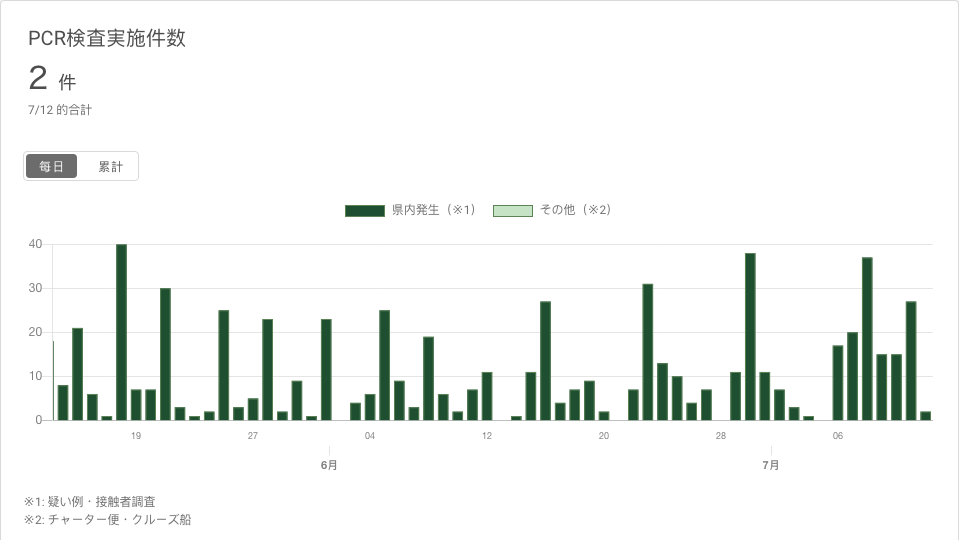 PCR検査実施件数
2 件
7/12 的合計
毎日 累計
県内発生（※1） その他（※2）
40
30
20
10
0
19 27 04 12 20 28 06
6月 7月
※1: 疑い例・接触者調査
※2: チャーター便・クルーズ船